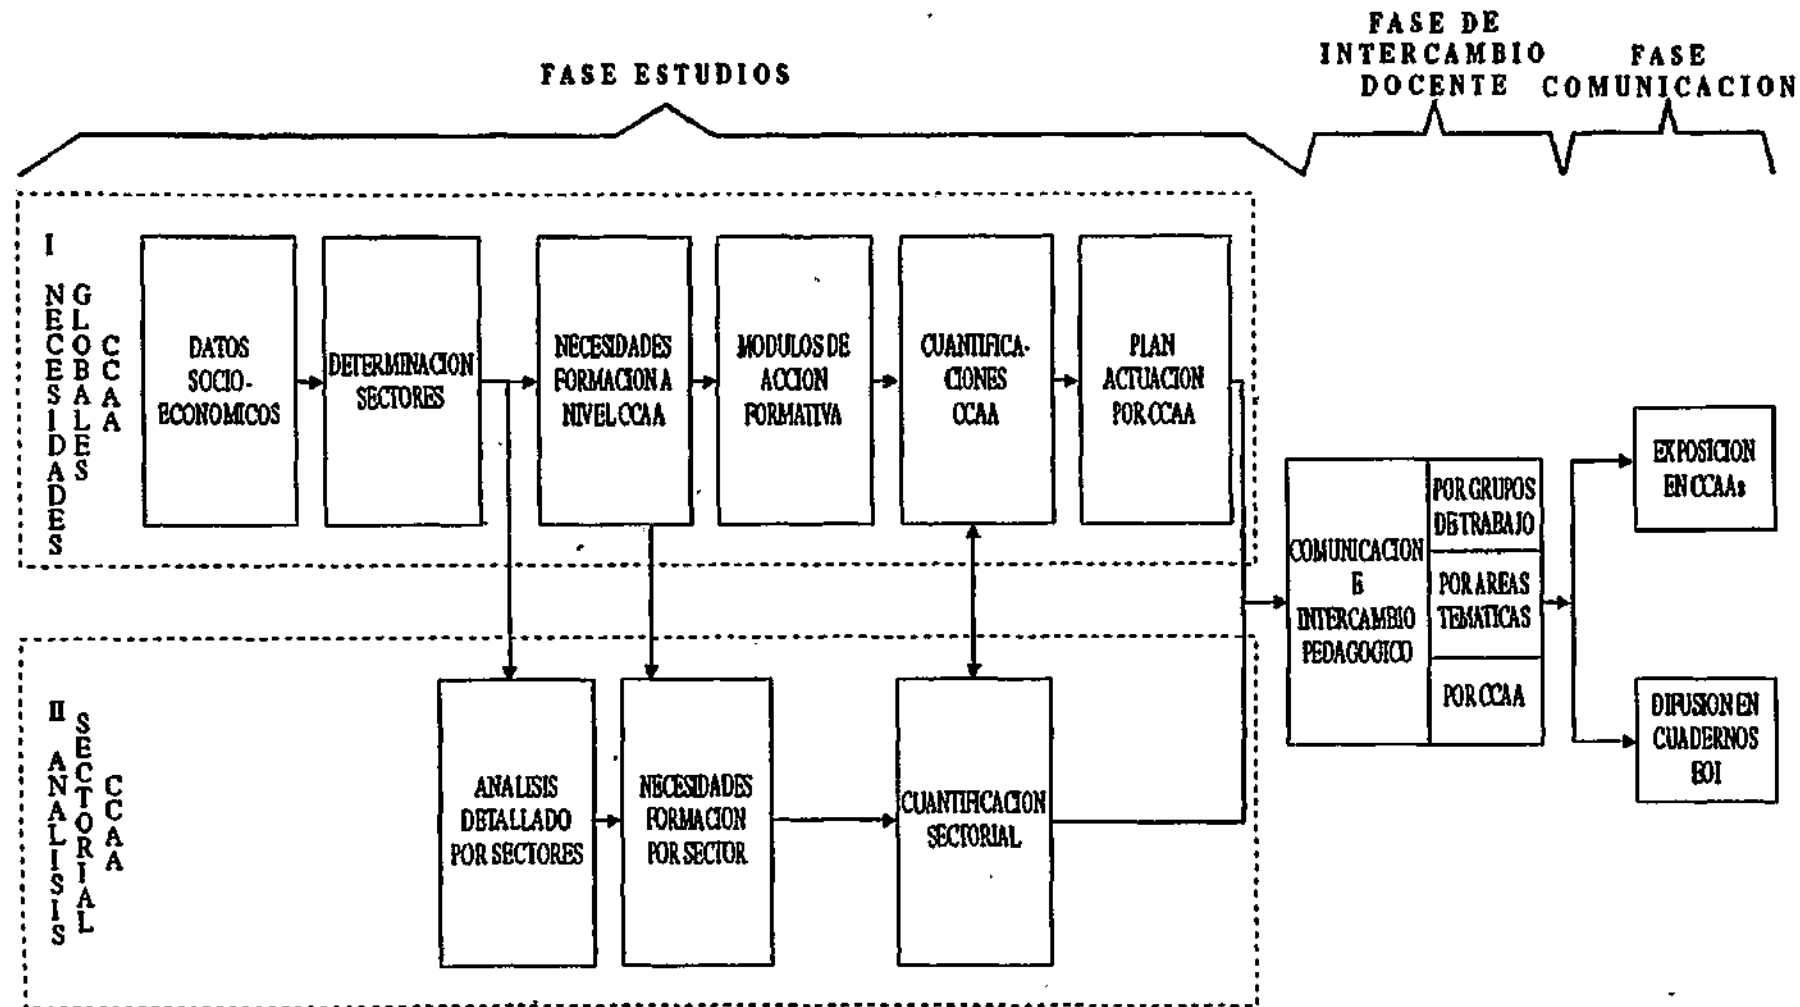 FASE ESTUDIOS
FASE DE
INTERCAMBIO
DOCENTE
FASE
COMUNICACION
I
NECESIDADES
GLOBALES
CCAA
DATOS
SOCIO-
ECONOMICOS
DETERMINACION
SECTORES
NECESIDADES
FORMACION A
NIVEL CCAA
MODULOS DE
ACCION
FORMATIVA
CUANTIFICA-
CIONES
CCAA
PLAN
ACTUACION
POR CCAA
II
ANALISIS
SECTORIAL
CCAA
ANALISIS
DETALLADO
POR SECTORES
NECESIDADES
FORMACION
POR SECTOR
CUANTIFICACION
SECTORIAL
COMUNICACION
E
INTERCAMBIO
PEDAGOGICO
POR GRUPOS
DE TRABAJO
POR AREAS
TEMATICAS
POR CCAA
EXPOSICION
EN CCAAs
DIFUSION EN
CUADERNOS
EOI